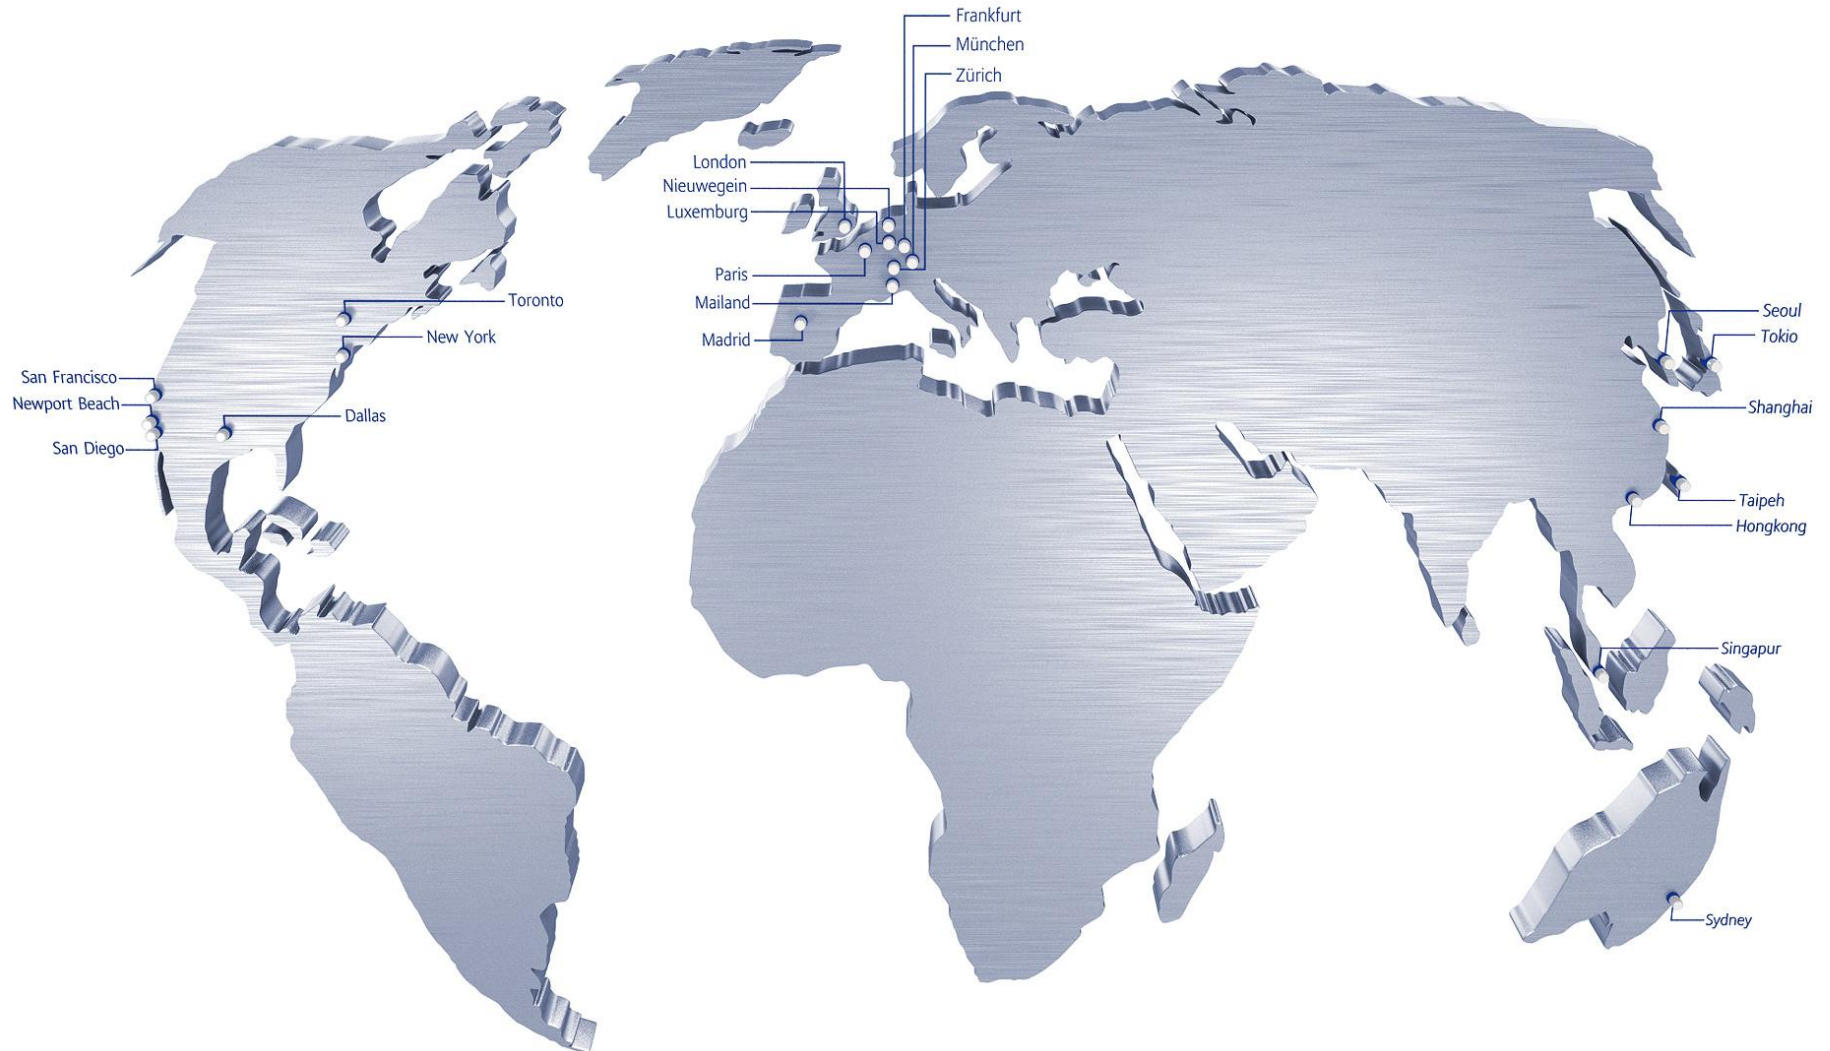 Frankfurt
München
Zürich
London
Nieuwegein
Luxemburg
Paris
Mailand
Madrid
Toronto
New York
San Francisco
Newport Beach
San Diego
Dallas
Seoul
Tokio
Shanghai
Taipeh
Hongkong
Singapur
Sydney